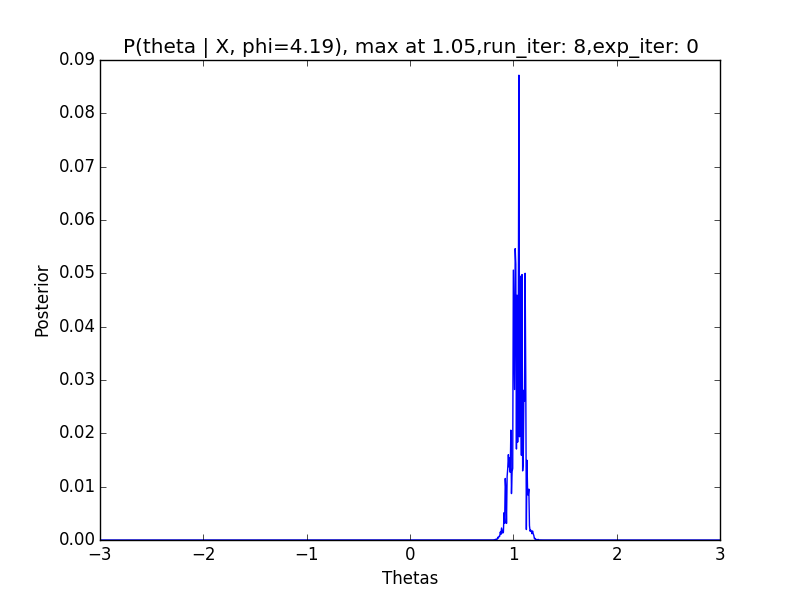 P(theta | X, phi=4.19), max at 1.05,run_iter: 8,exp_iter: 0
0.09
0.08
0.07
0.06
0.05
0.04
0.03
0.02
0.01
0.00
Posterior
−3 −2 −1 0 1 2 3
Thetas